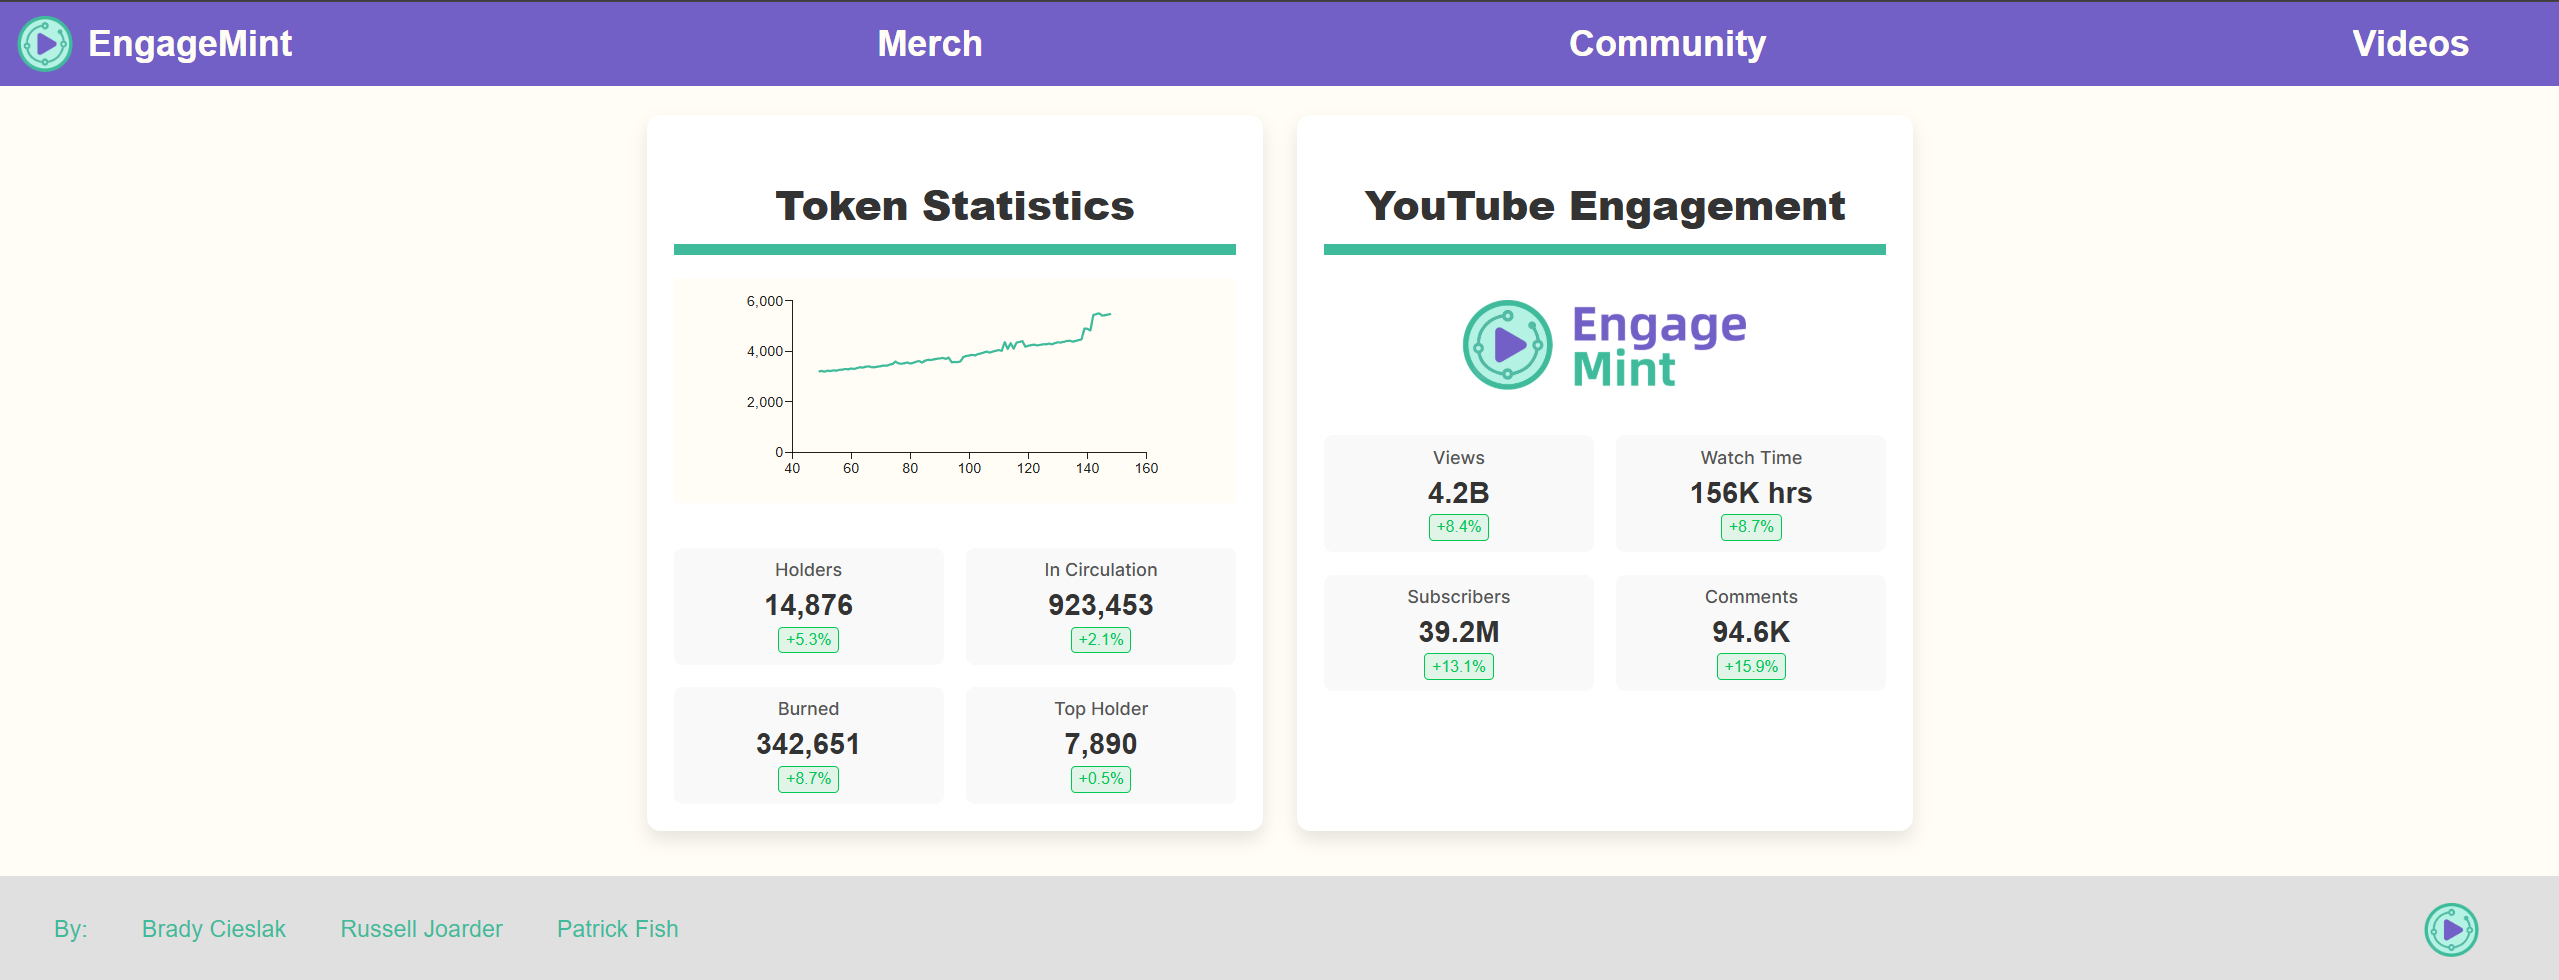 EngageMint
Merch
Community
Videos
Token Statistics
6,000
4,000
2,000
0
40 60 80 100 120 140 160
Holders
14,876
+5.3%
In Circulation
923,453
+2.1%
Burned
342,651
+8.7%
Top Holder
7,890
+0.5%
YouTube Engagement
Engage
Mint
Views
4.2B
+8.4%
Watch Time
156K hrs
+8.7%
Subscribers
39.2M
+13.1%
Comments
94.6K
+15.9%
By: Brady Cieslak Russell Joarder Patrick Fish